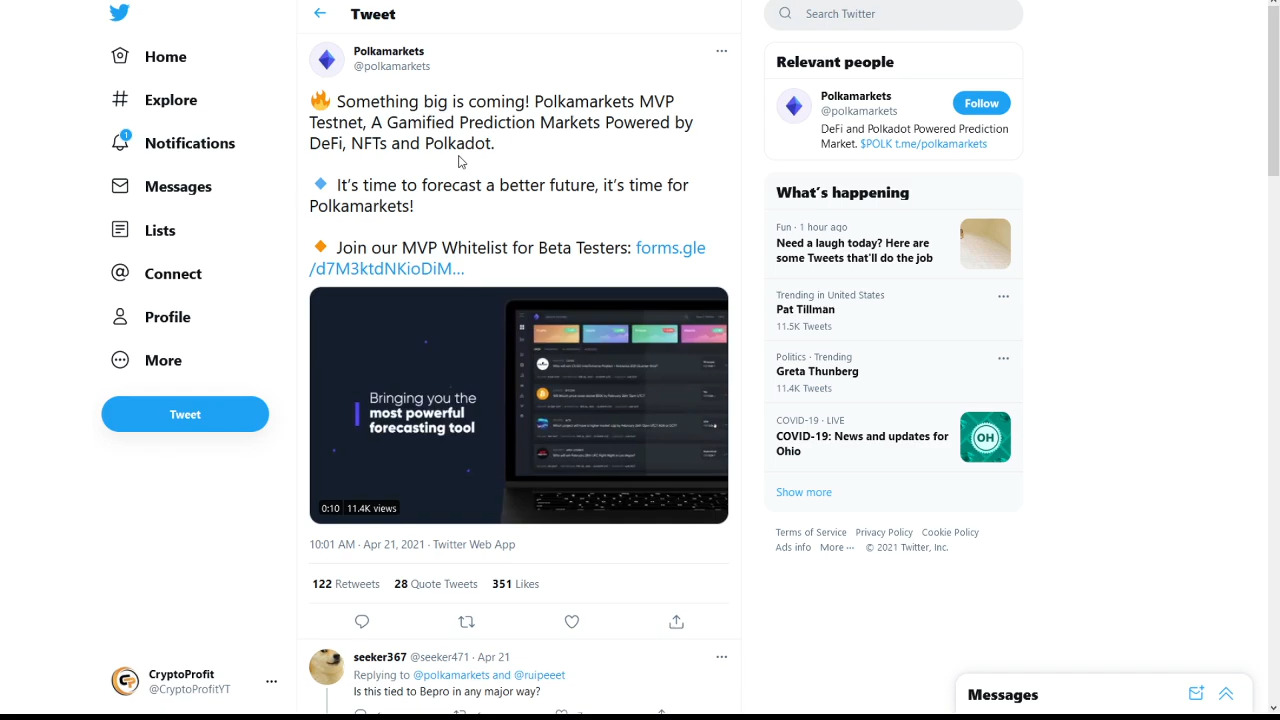 Home
Explore
1
Notifications
Messages
Lists
Connect
Profile
More
Tweet
CryptoProfit
@CryptoProfitYT
Tweet
Polkamarkets
@polkamarkets
Something big is coming! Polkamarkets MVP
Testnet, A Gamified Prediction Markets Powered by
DeFi, NFTs and Polkadot.
It's time to forecast a better future, it's time for
Polkamarkets!
Join our MVP Whitelist for Beta Testers: forms.gle
/d7M3ktdNKioDiM...
Bringing you the
most powerful
forecasting tool
0:10 11.4K views
10:01 AM · Apr 21, 2021 · Twitter Web App
122 Retweets 28 Quote Tweets 351 Likes
seeker367 @seeker471 · Apr 21
Replying to @polkamarkets and @ruipeeet
Is this tied to Bepro in any major way?
Search Twitter
Relevant people
Polkamarkets
@polkamarkets
Follow
DeFi and Polkadot Powered Prediction
Market. $POLK t.me/polkamarkets
What's happening
Fun · 1 hour ago
Need a laugh today? Here are
some Tweets that'll do the job
Trending in United States
Pat Tillman
11.5K Tweets
Politics · Trending
Greta Thunberg
11.4K Tweets
COVID-19 · LIVE
COVID-19: News and updates for
Ohio
OH
Show more
Terms of Service Privacy Policy Cookie Policy
Ads info More ··· © 2021 Twitter, Inc.
Messages